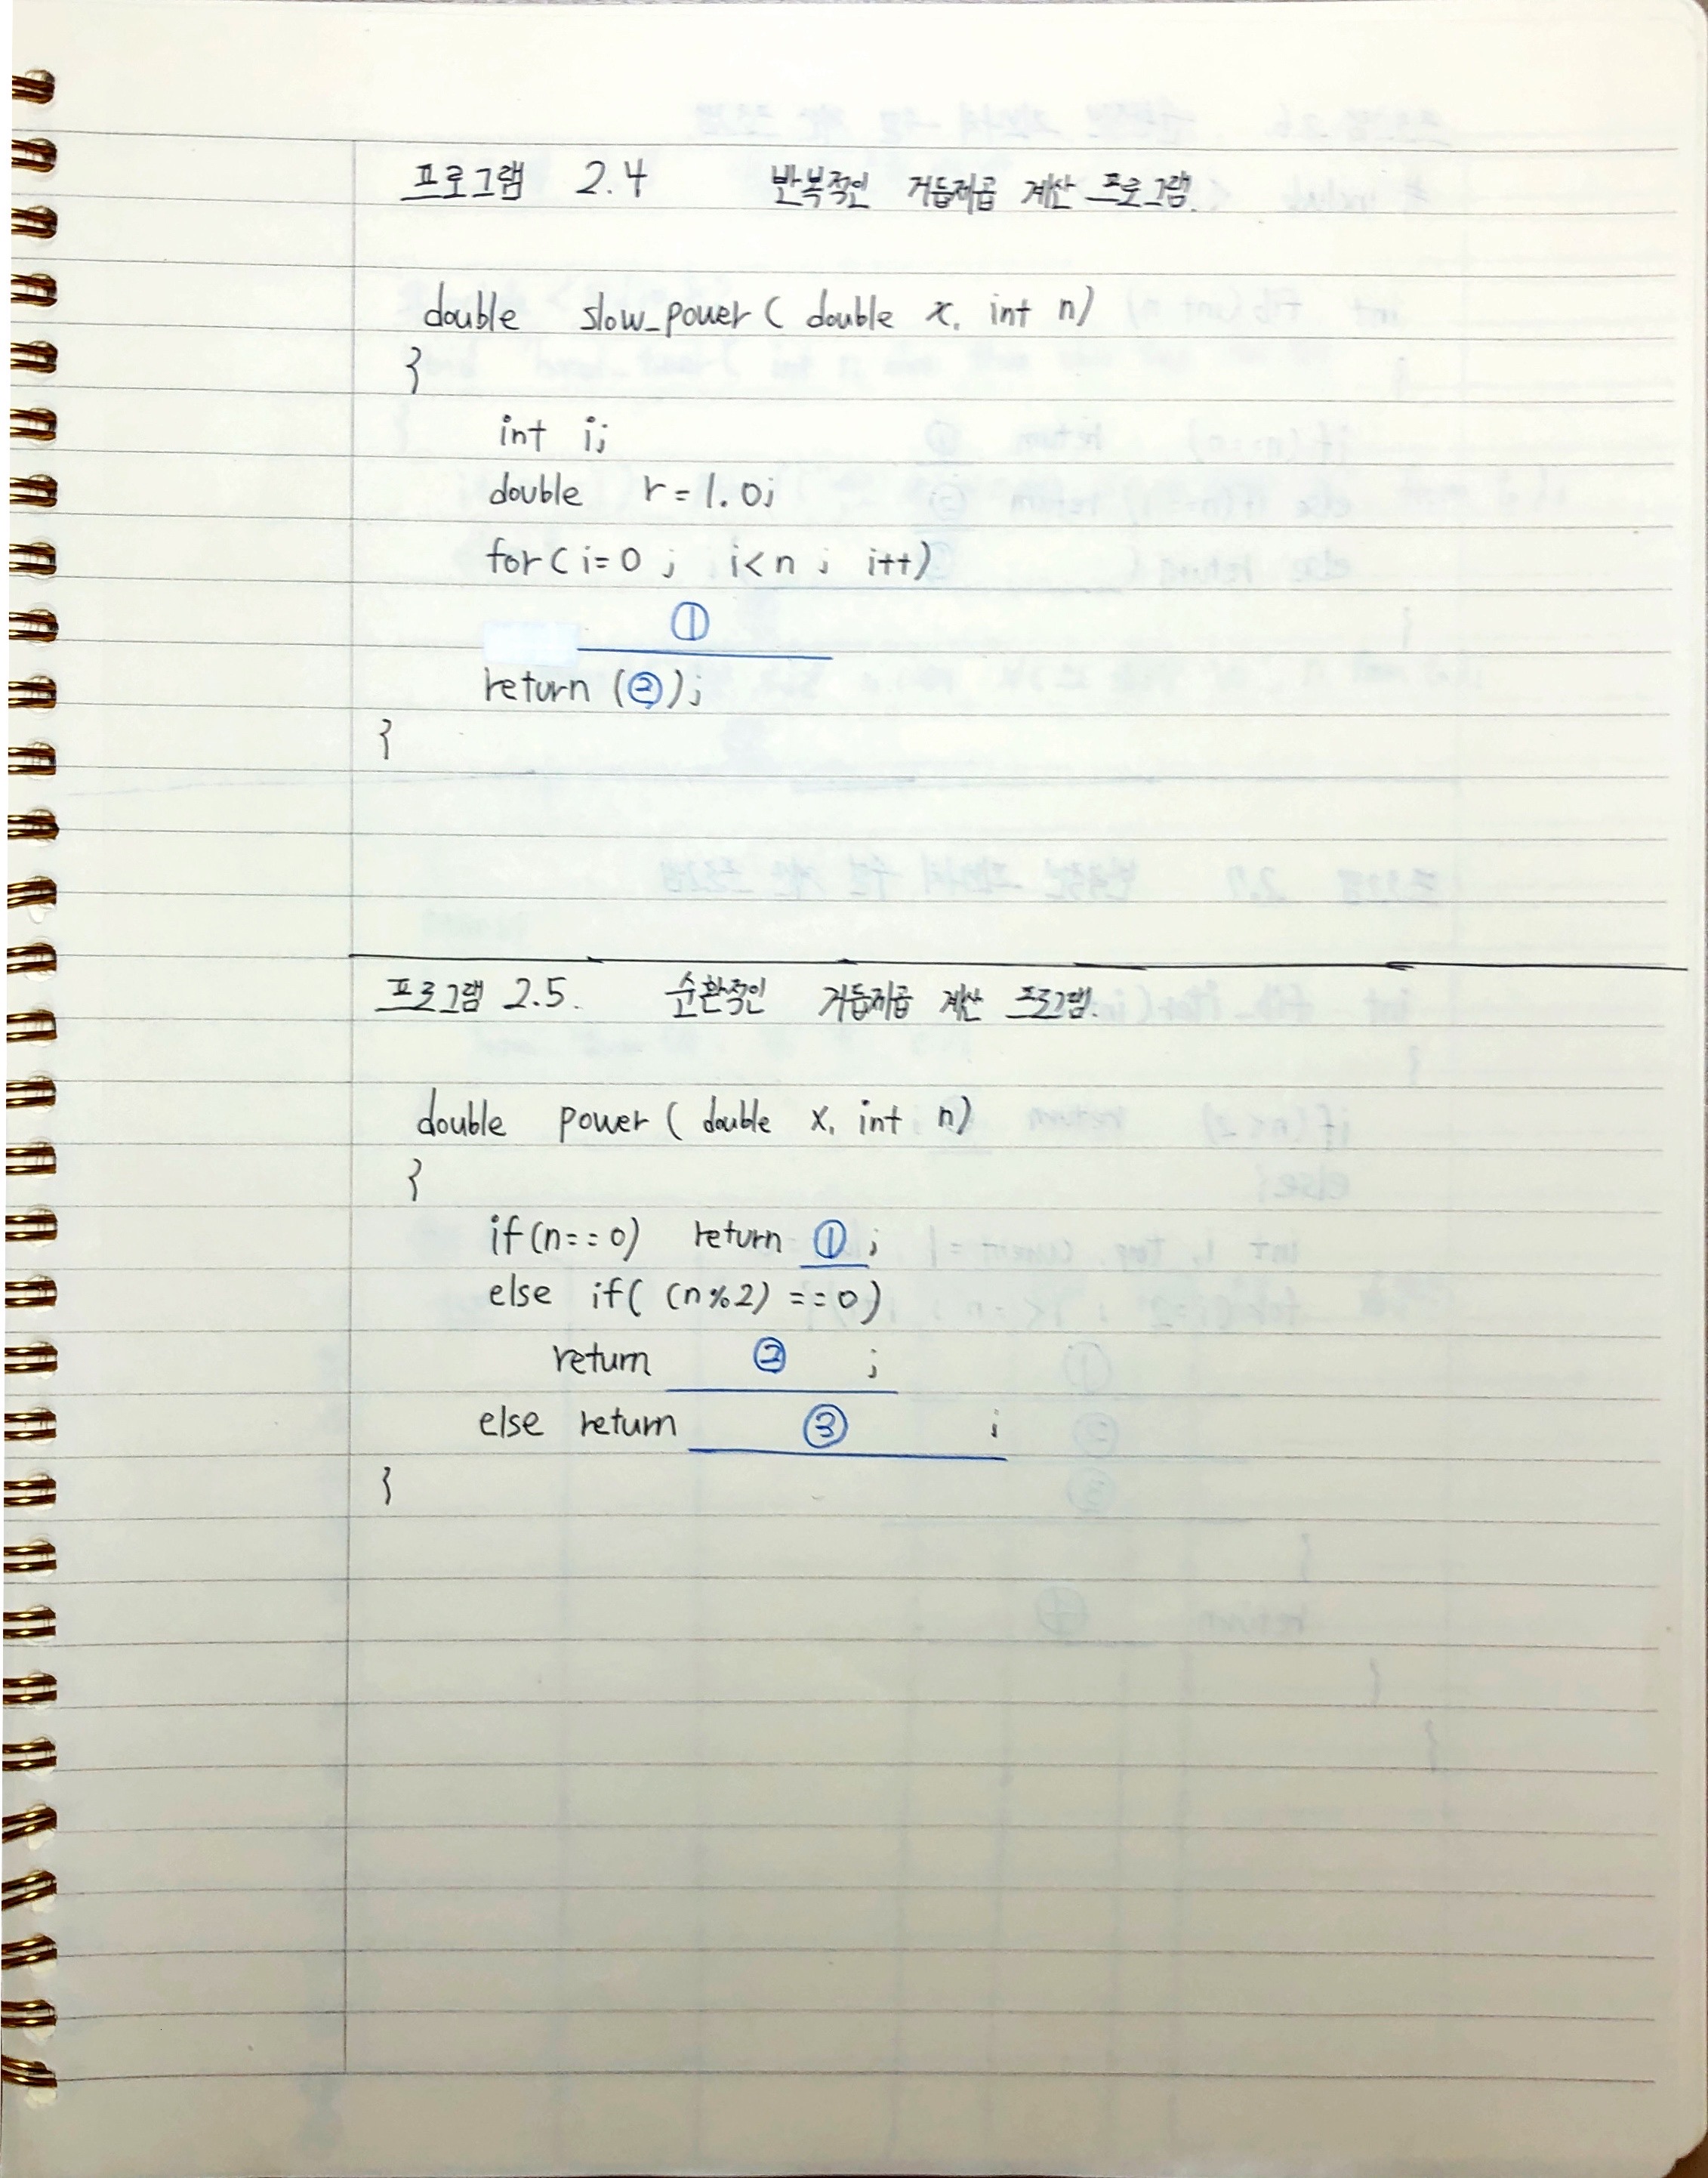 프로그램 2.4 반복적인 거듭제곱 계산 프로그램.
double slow_power ( double x, int n)
}
int i;
double r = 1.0;
for ( i=0 ; i<n ; i++)
①
return (②);
}
프로그램 2.5. 순환적인 거듭제곱 계산 프로그램.
double power ( double x, int n)
}
if (n==0) return ① ;
else if( (n%2) ==0)
return ② ;
else return ③ ;
}